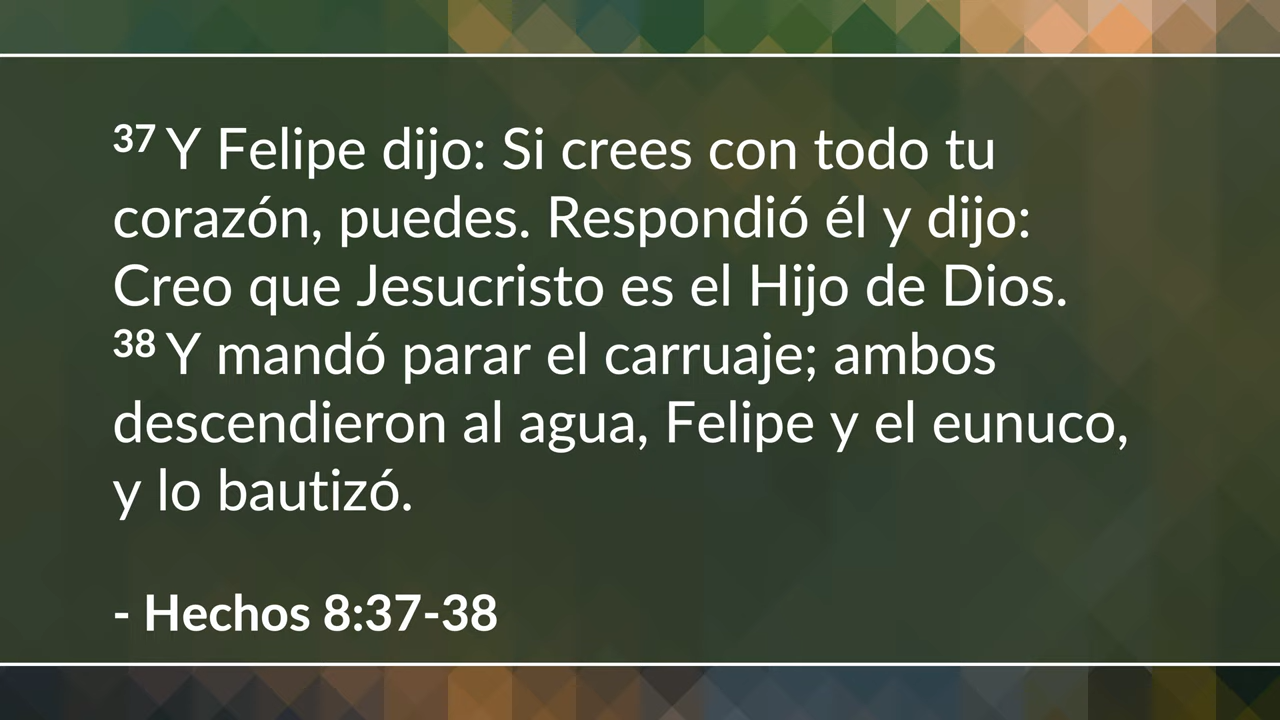 37 Y Felipe dijo: Si crees con todo tu
corazón, puedes. Respondió él y dijo:
Creo que Jesucristo es el Hijo de Dios.
38 Y mandó parar el carruaje; ambos
descendieron al agua, Felipe y el eunuco,
y lo bautizó.
- Hechos 8:37-38